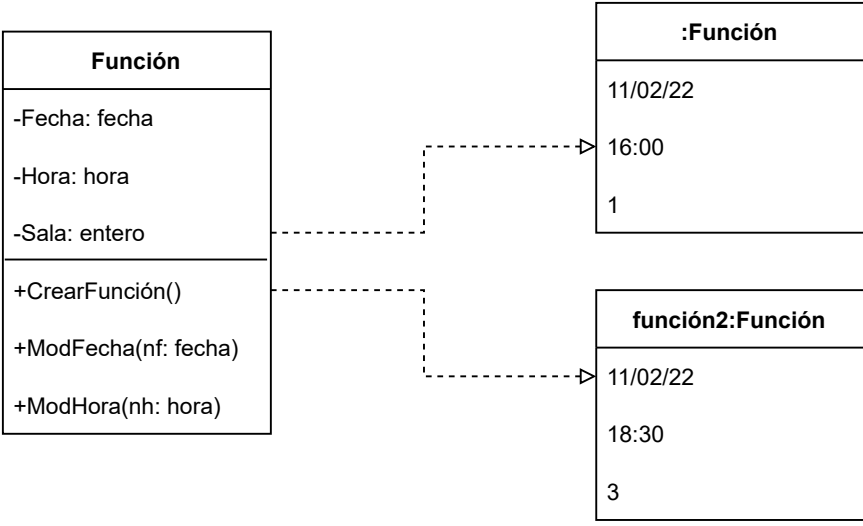 Función
-Fecha: fecha
-Hora: hora
-Sala: entero
+CrearFunción()
+ModFecha(nf: fecha)
+ModHora(nh: hora)
:Función
11/02/22
16:00
1
función2:Función
11/02/22
18:30
3